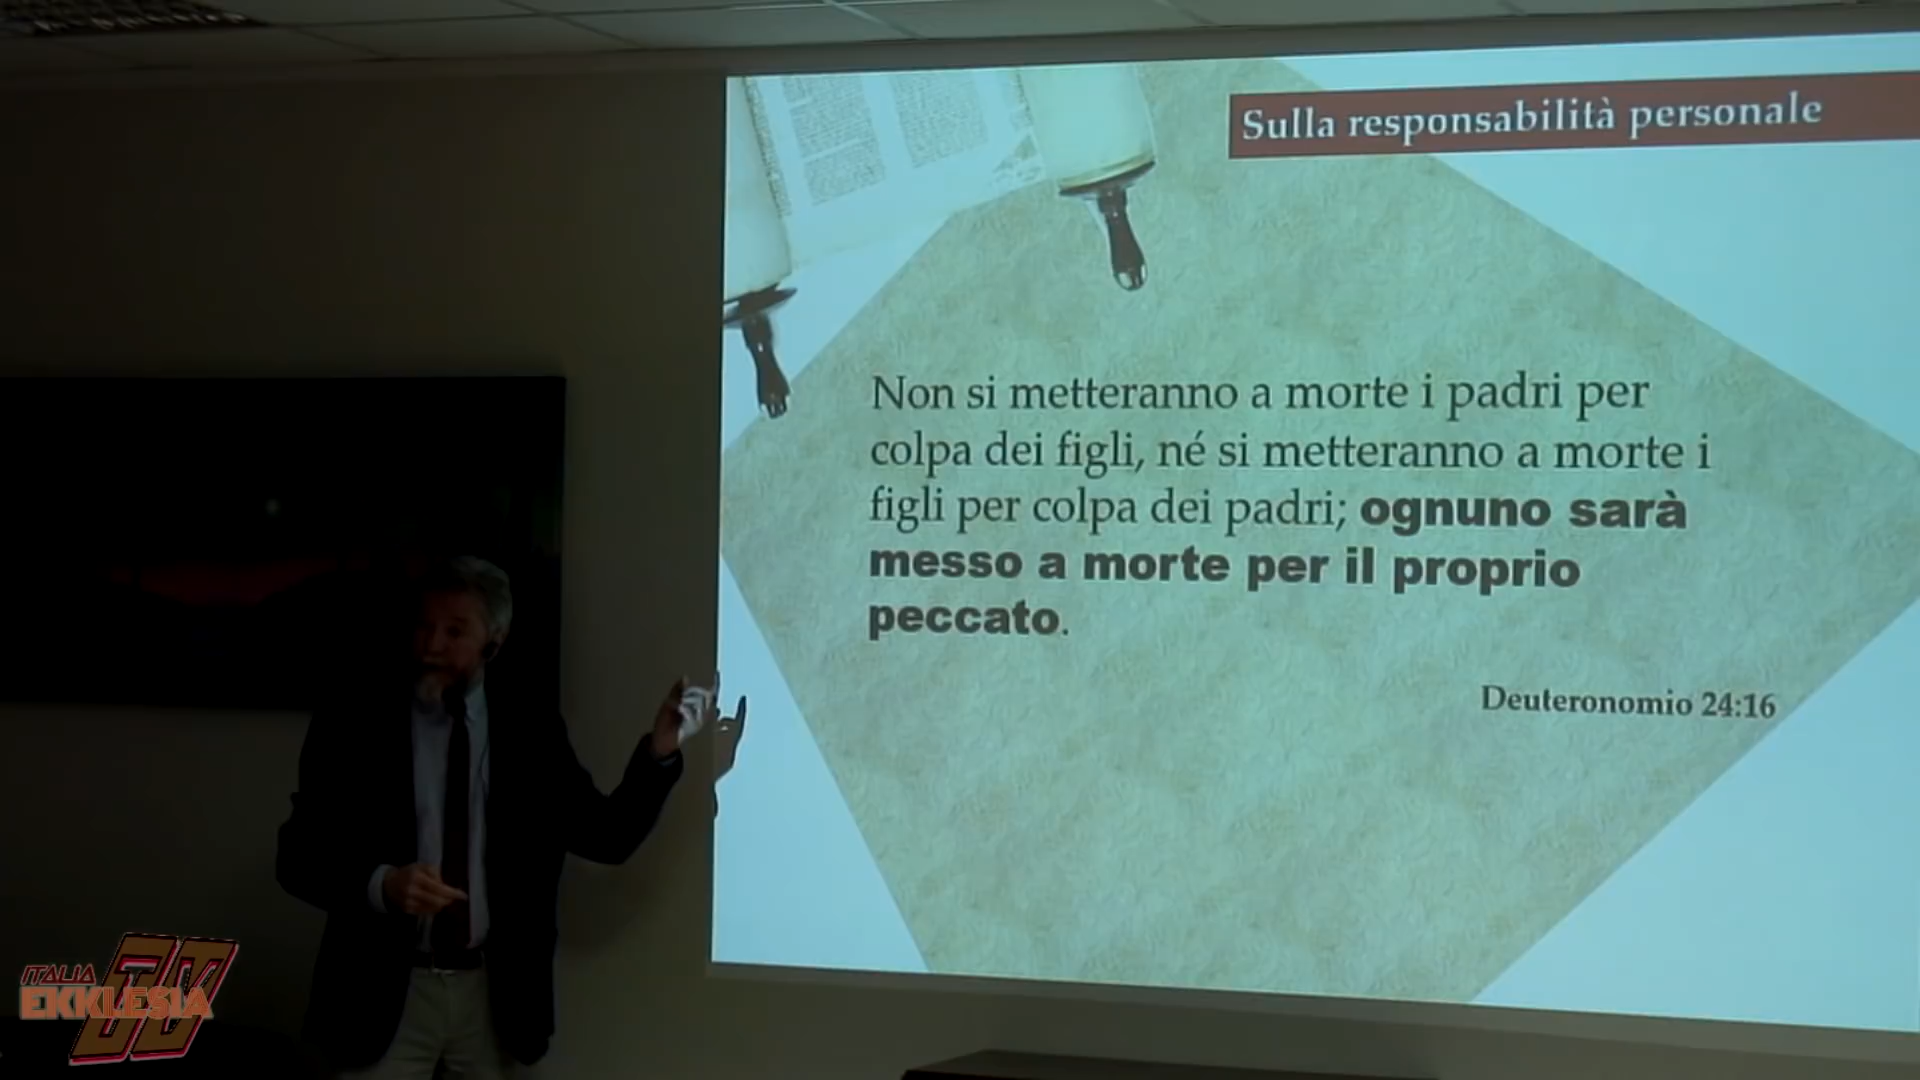 Sulla responsabilità personale
Non si metteranno a morte i padri per
colpa dei figli, né si metteranno a morte i
figli per colpa dei padri; ognuno sarà
messo a morte per il proprio
peccato.
Deuteronomio 24:16
ITALIA
EKKLESIA
TV